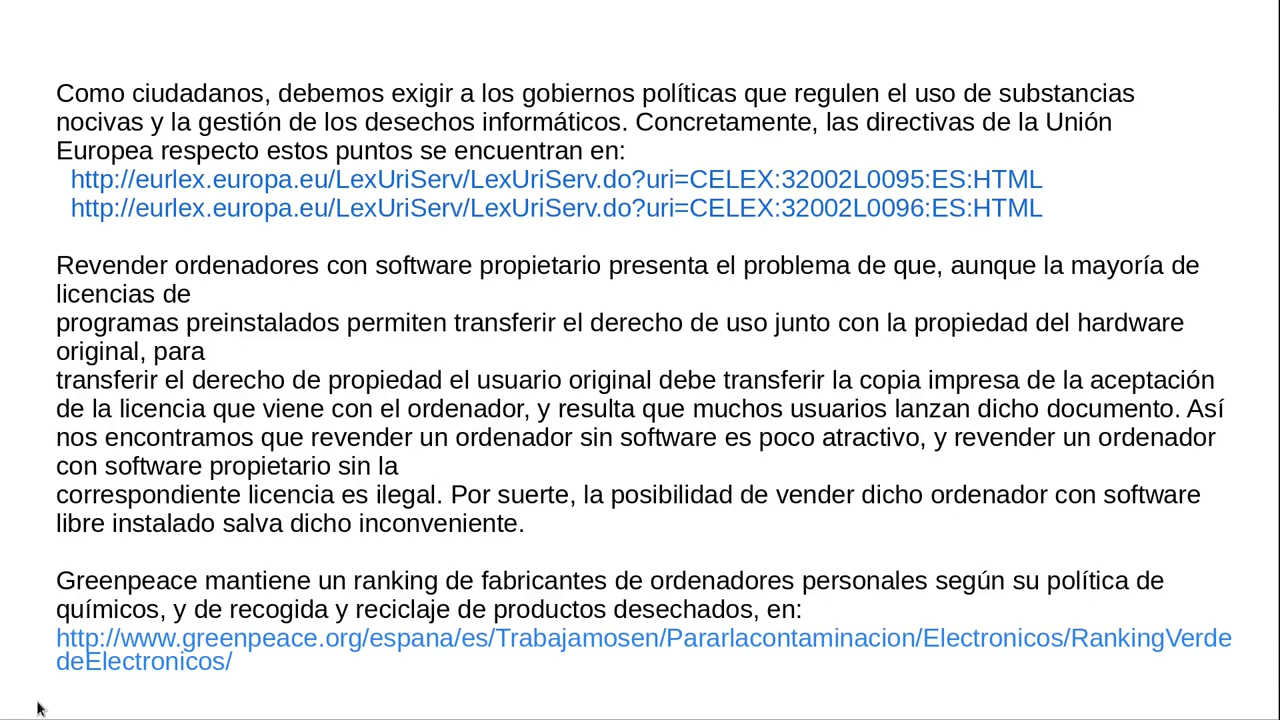 Como ciudadanos, debemos exigir a los gobiernos políticas que regulen el uso de substancias
nocivas y la gestión de los desechos informáticos. Concretamente, las directivas de la Unión
Europea respecto estos puntos se encuentran en:
http://eurlex.europa.eu/LexUriServ/LexUriServ.do?uri=CELEX:32002L0095:ES:HTML
http://eurlex.europa.eu/LexUriServ/LexUriServ.do?uri=CELEX:32002L0096:ES:HTML
Revender ordenadores con software propietario presenta el problema de que, aunque la mayoría de
licencias de
programas preinstalados permiten transferir el derecho de uso junto con la propiedad del hardware
original, para
transferir el derecho de propiedad el usuario original debe transferir la copia impresa de la aceptación
de la licencia que viene con el ordenador, y resulta que muchos usuarios lanzan dicho documento. Así
nos encontramos que revender un ordenador sin software es poco atractivo, y revender un ordenador
con software propietario sin la
correspondiente licencia es ilegal. Por suerte, la posibilidad de vender dicho ordenador con software
libre instalado salva dicho inconveniente.
Greenpeace mantiene un ranking de fabricantes de ordenadores personales según su política de
químicos, y de recogida y reciclaje de productos desechados, en:
http://www.greenpeace.org/espana/es/Trabajamosen/Pararlacontaminacion/Electronicos/RankingVerde
deElectronicos/